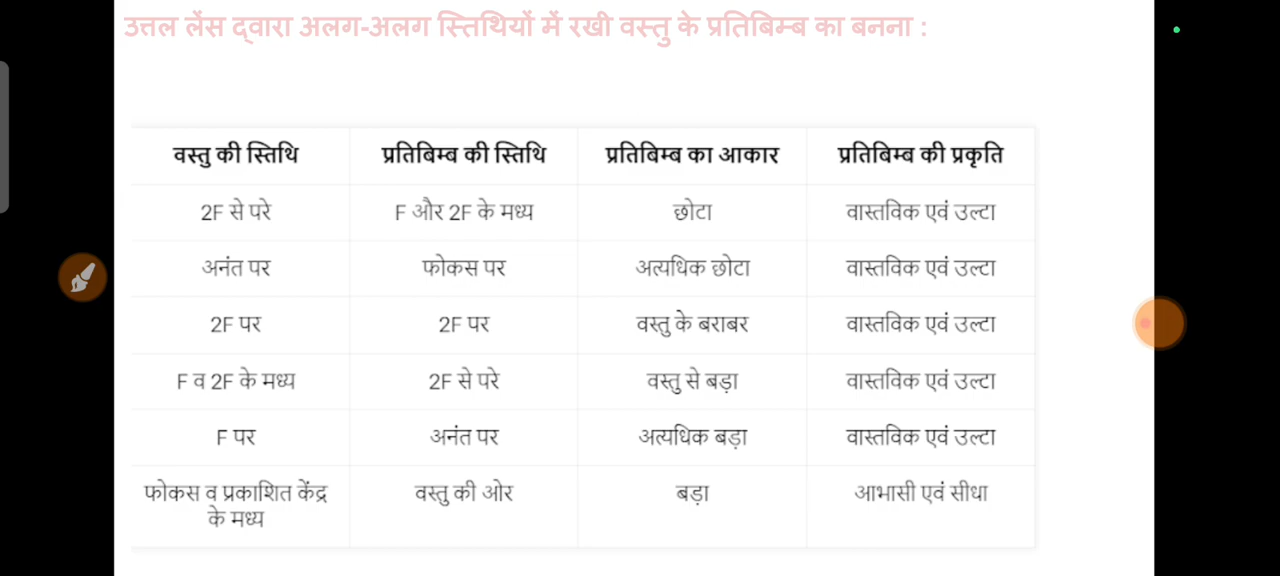 उत्तल लेंस द्वारा अलग-अलग स्तिथियों में रखी वस्तु के प्रतिबिम्ब का बनना :
वस्तु की स्तिथि प्रतिबिम्ब की स्तिथि प्रतिबिम्ब का आकार प्रतिबिम्ब की प्रकृति
2F से परे F और 2F के मध्य छोटा वास्तविक एवं उल्टा
अनंत पर फोकस पर अत्यधिक छोटा वास्तविक एवं उल्टा
2F पर 2F पर वस्तु के बराबर वास्तविक एवं उल्टा
F व 2F के मध्य 2F से परे वस्तु से बड़ा वास्तविक एवं उल्टा
F पर अनंत पर अत्यधिक बड़ा वास्तविक एवं उल्टा
फोकस व प्रकाशित केंद्र वस्तु की ओर बड़ा आभासी एवं सीधा
के मध्य